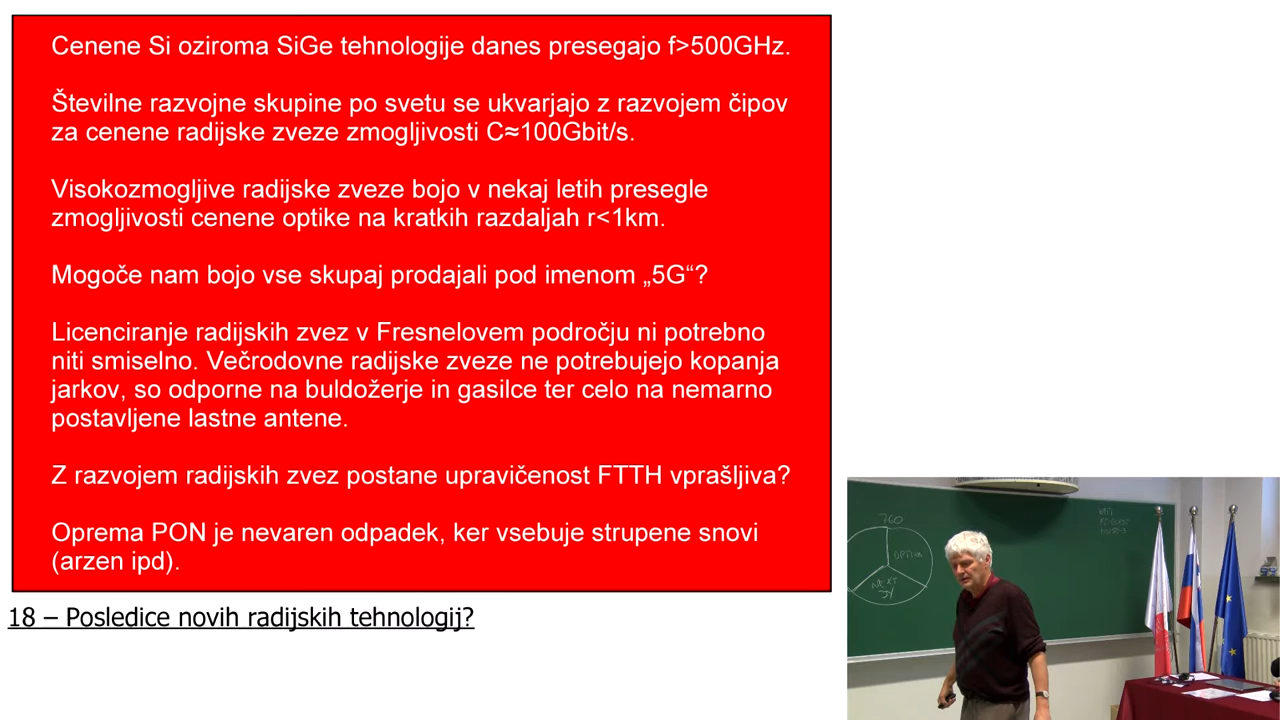 Cenene Si oziroma SiGe tehnologije danes presegajo f>500GHz.
Številne razvojne skupine po svetu se ukvarjajo z razvojem čipov
za cenene radijske zveze zmogljivosti C≈100Gbit/s.
Visokozmogljive radijske zveze bojo v nekaj letih presegle
zmogljivosti cenene optike na kratkih razdaljah r<1km.
Mogoče nam bojo vse skupaj prodajali pod imenom „5G“?
Licenciranje radijskih zvez v Fresnelovem področju ni potrebno
niti smiselno. Večrodovne radijske zveze ne potrebujejo kopanja
jarkov, so odporne na buldožerje in gasilce ter celo na nemarno
postavljene lastne antene.
Z razvojem radijskih zvez postane upravičenost FTTH vprašljiva?
Oprema PON je nevaren odpadek, ker vsebuje strupene snovi
(arzen ipd).
18 – Posledice novih radijskih tehnologij?
OPTIKA